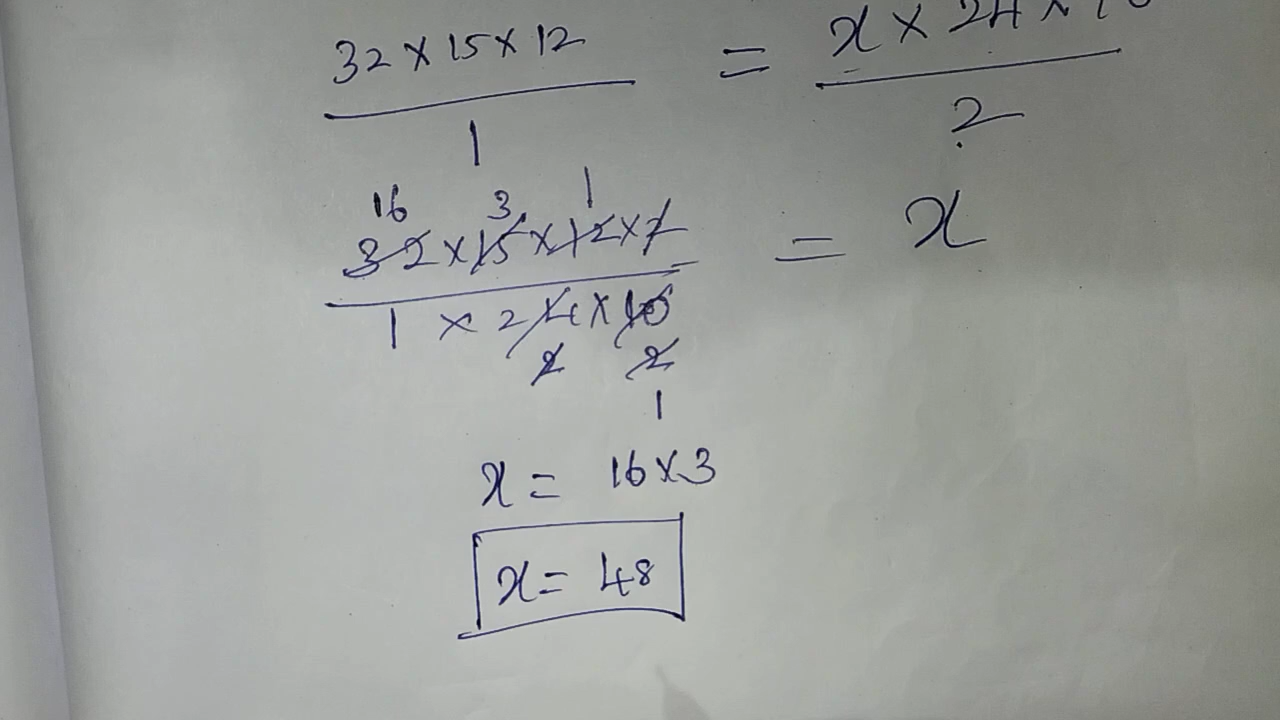 32 × 15 × 12 = x × 24 × 10
1 2
16 3 1
32 × 15 × 12 × 2 = x
1 × 24 × 10
2 2
1
x = 16 × 3
x = 48